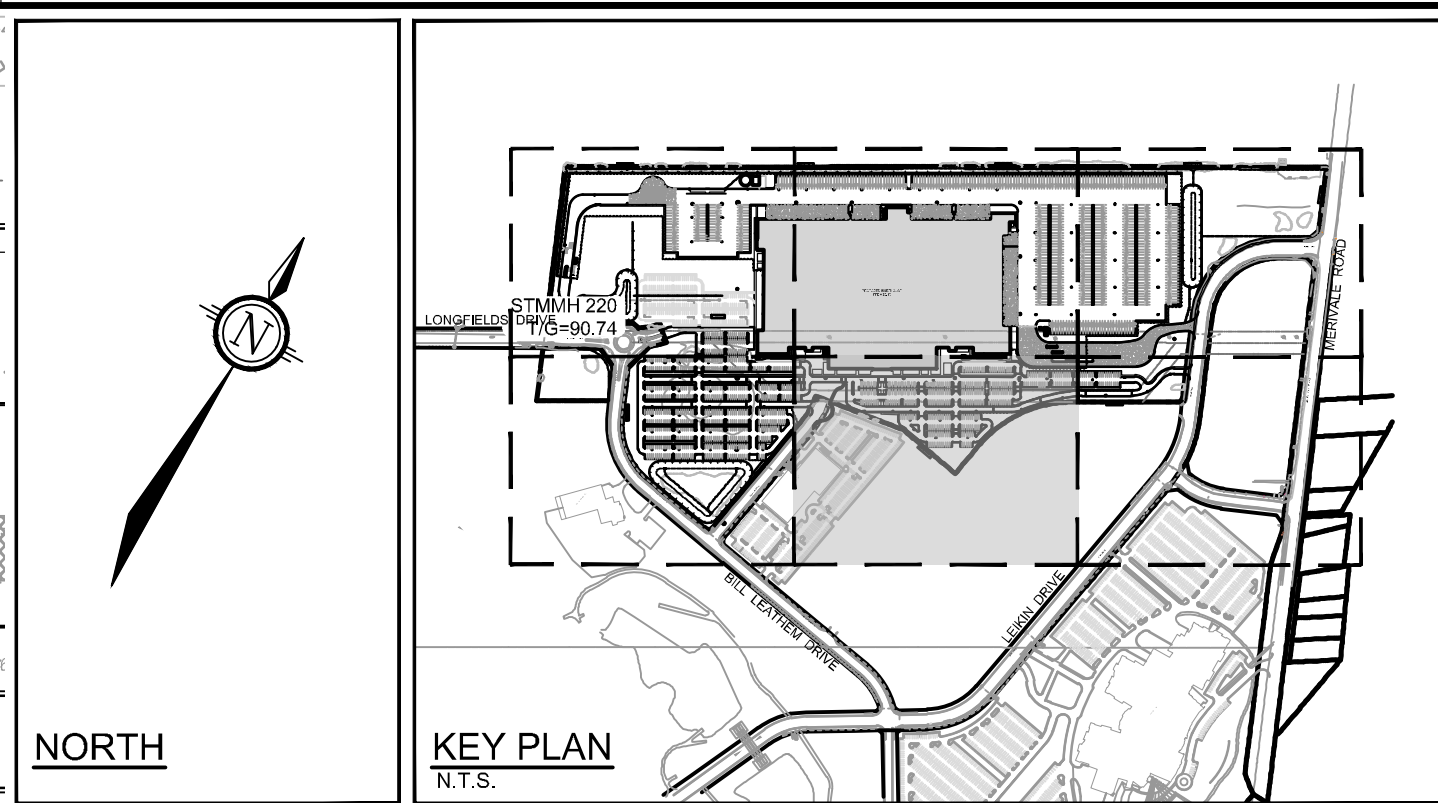 N
NORTH
STMMH 220
T/G=90.74
LONGFIELDS DRIVE
MERIVALE ROAD
BILL LEATHEM DRIVE
LEIKIN DRIVE
KEY PLAN
N.T.S.